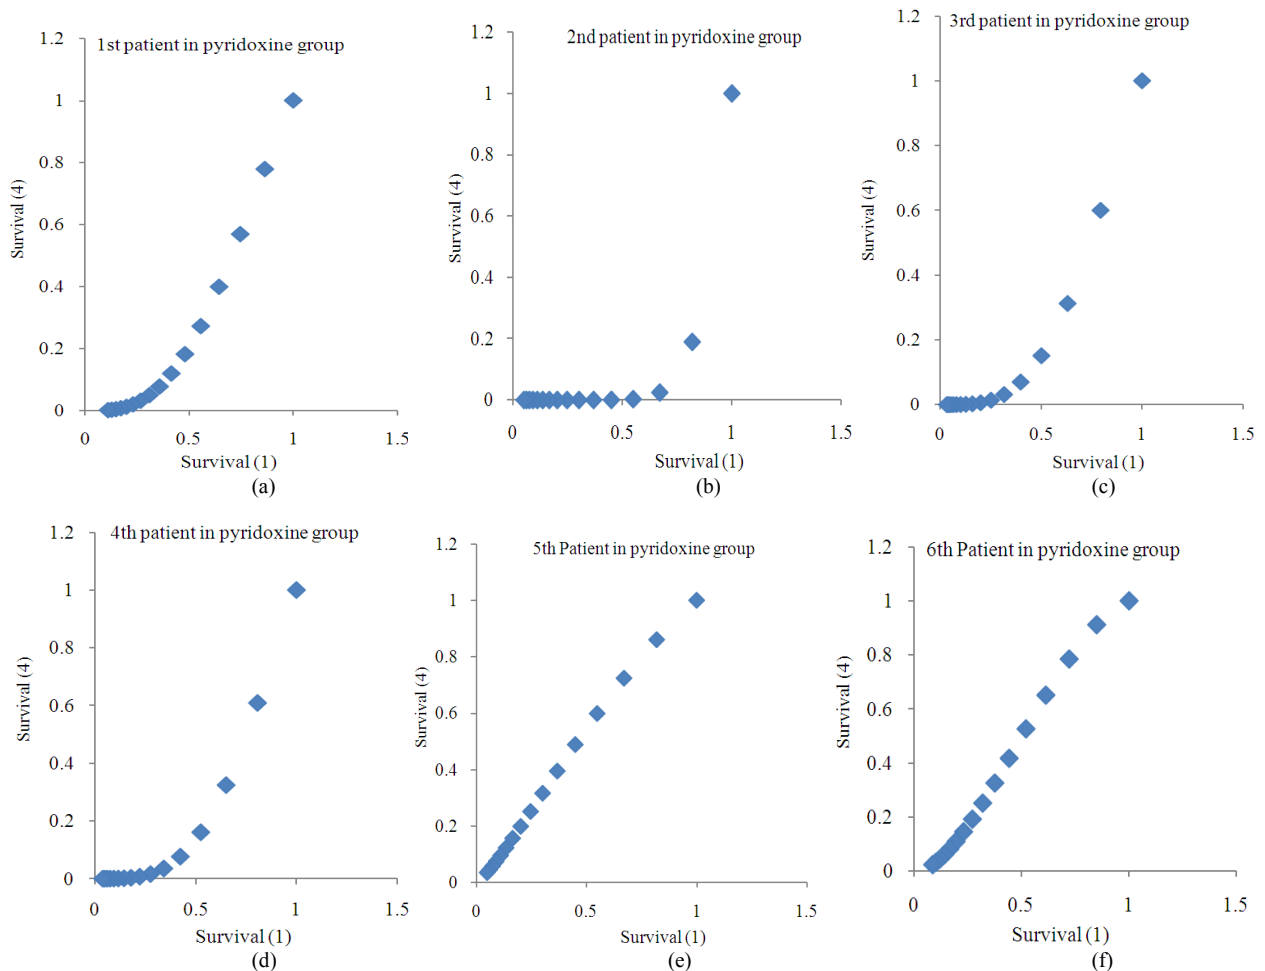 1st patient in pyridoxine group
1.2
1
0.8
0.6
0.4
0.2
0
Survival (4)
0 0.5 1 1.5
Survival (1)
(a)
2nd patient in pyridoxine group
1.2
1
0.8
0.6
0.4
0.2
0
Survival (4)
0 0.5 1 1.5
Survival (1)
(b)
3rd patient in pyridoxine group
1.2
1
0.8
0.6
0.4
0.2
0
Survival (4)
0 0.5 1 1.5
Survival (1)
(c)
4th patient in pyridoxine group
1.2
1
0.8
0.6
0.4
0.2
0
Survival (4)
0 0.5 1 1.5
Survival (1)
(d)
5th Patient in pyridoxine group
1.2
1
0.8
0.6
0.4
0.2
0
Survival (4)
0 0.5 1 1.5
Survival (1)
(e)
6th Patient in pyridoxine group
1.2
1
0.8
0.6
0.4
0.2
0
Survival (4)
0 0.5 1 1.5
Survival (1)
(f)